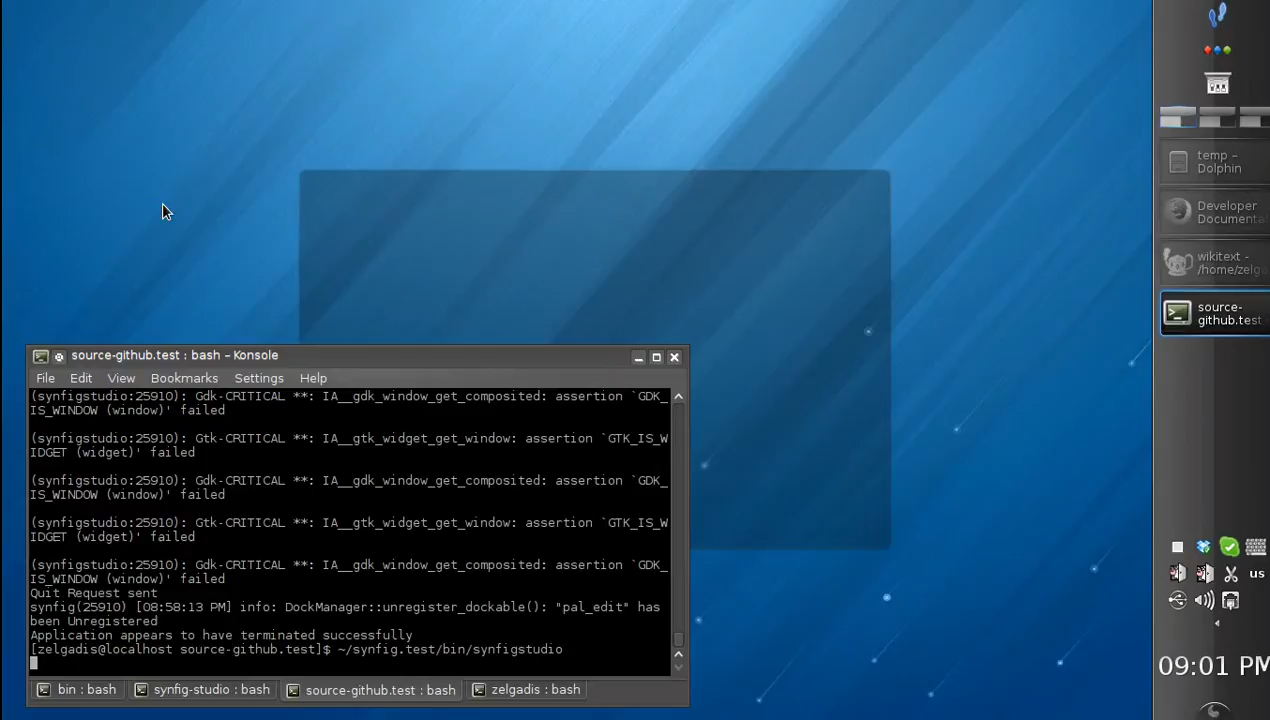 temp –
Dolphin
Developer
Documenta
wikitext -
/home/zelg
source-
github.test
source-github.test : bash – Konsole
File Edit View Bookmarks Settings Help
(synfigstudio:25910): Gdk-CRITICAL **: IA__gdk_window_get_composited: assertion `GDK_
IS_WINDOW (window)' failed
(synfigstudio:25910): Gtk-CRITICAL **: IA__gtk_widget_get_window: assertion `GTK_IS_W
IDGET (widget)' failed
(synfigstudio:25910): Gdk-CRITICAL **: IA__gdk_window_get_composited: assertion `GDK_
IS_WINDOW (window)' failed
(synfigstudio:25910): Gtk-CRITICAL **: IA__gtk_widget_get_window: assertion `GTK_IS_W
IDGET (widget)' failed
(synfigstudio:25910): Gdk-CRITICAL **: IA__gdk_window_get_composited: assertion `GDK_
IS_WINDOW (window)' failed
Quit Request sent
synfig(25910) [08:58:13 PM] info: DockManager::unregister_dockable(): "pal_edit" has
been Unregistered
Application appears to have terminated successfully
[zelgadis@localhost source-github.test]$ ~/synfig.test/bin/synfigstudio
bin : bash synfig-studio : bash source-github.test : bash zelgadis : bash
us
09:01 PM